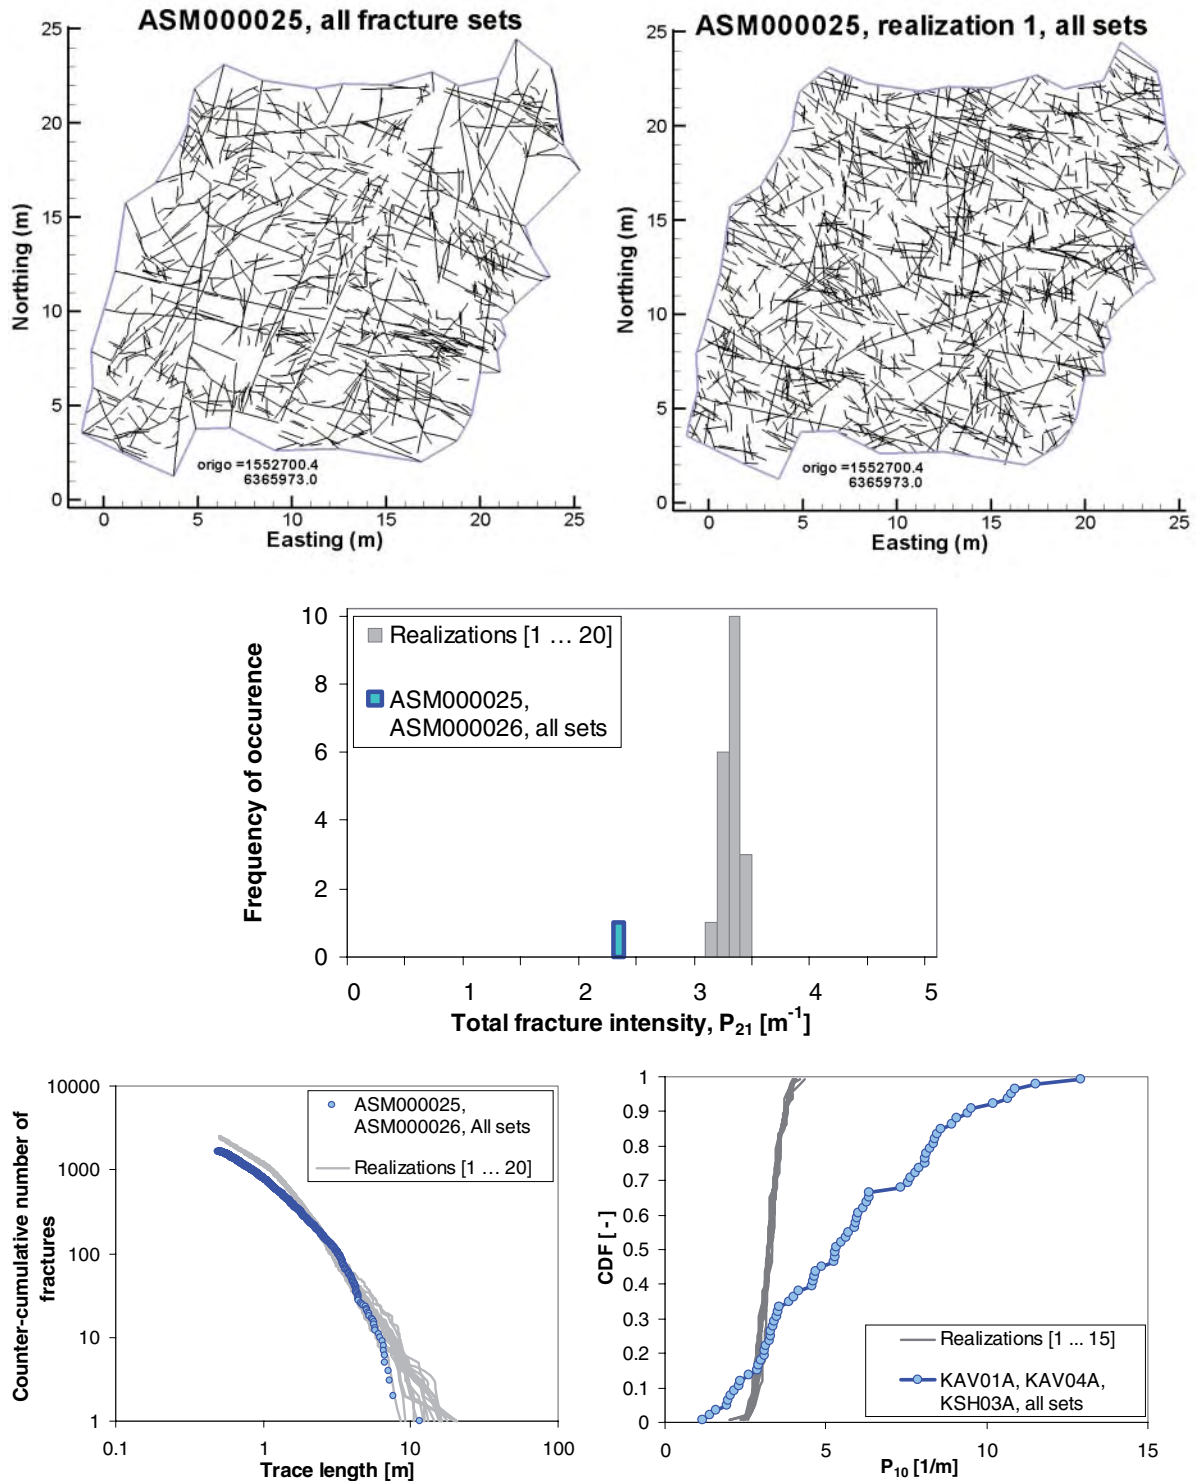 ASM000025, all fracture sets
25
20
15
10
5
0
Northing (m)
origo =1552700.4
6365973.0
0 5 10 15 20 25
Easting (m)
ASM000025, realization 1, all sets
25
20
15
10
5
0
Northing (m)
origo =1552700.4
6365973.0
0 5 10 15 20 25
Easting (m)
10
8
6
4
2
0
Frequency of occurence
Realizations [1 … 20]
ASM000025,
ASM000026, all sets
0 1 2 3 4 5
Total fracture intensity, P21 [m-1]
10000
1000
100
10
1
Counter-cumulative number of
fractures
ASM000025,
ASM000026, All sets
Realizations [1 … 20]
0.1 1 10 100
Trace length [m]
1
0.9
0.8
0.7
0.6
0.5
0.4
0.3
0.2
0.1
0
CDF [ - ]
Realizations [1 ... 15]
KAV01A, KAV04A,
KSH03A, all sets
0 5 10 15
P10 [1/m]